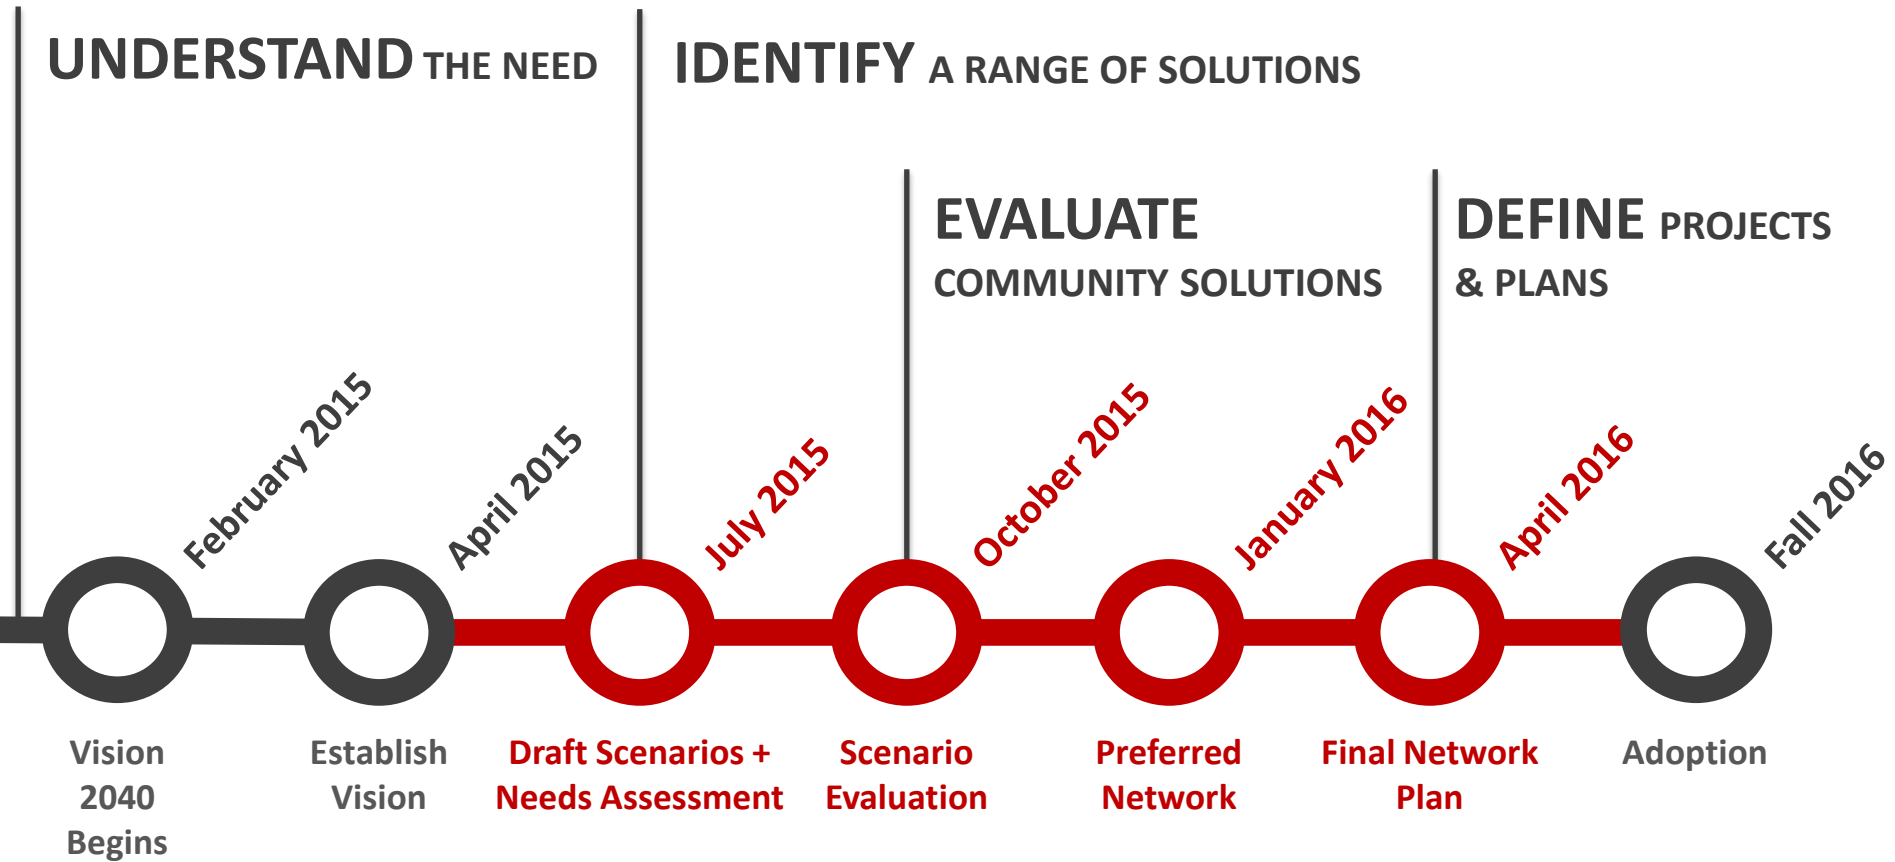 UNDERSTAND THE NEED
IDENTIFY A RANGE OF SOLUTIONS
EVALUATE
COMMUNITY SOLUTIONS
DEFINE PROJECTS
& PLANS
February 2015
April 2015
July 2015
October 2015
January 2016
April 2016
Fall 2016
Vision
2040
Begins
Establish
Vision
Draft Scenarios +
Needs Assessment
Scenario
Evaluation
Preferred
Network
Final Network
Plan
Adoption